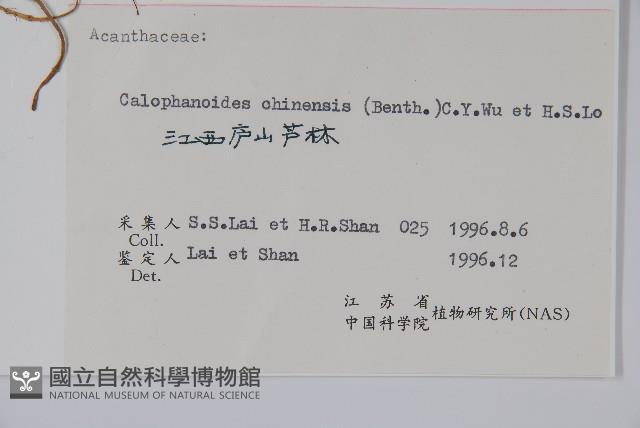 Acanthaceae:
Calophanoides chinensis (Benth.)C.Y.Wu et H.S.Lo
江西庐山芦林
采集人 S.S.Lai et H.R.Shan 025 1996.8.6
Coll.
鉴定人 Lai et Shan 1996.12
Det.
江苏省
中国科学院 植物研究所(NAS)
國立自然科學博物館
NATIONAL MUSEUM OF NATURAL SCIENCE